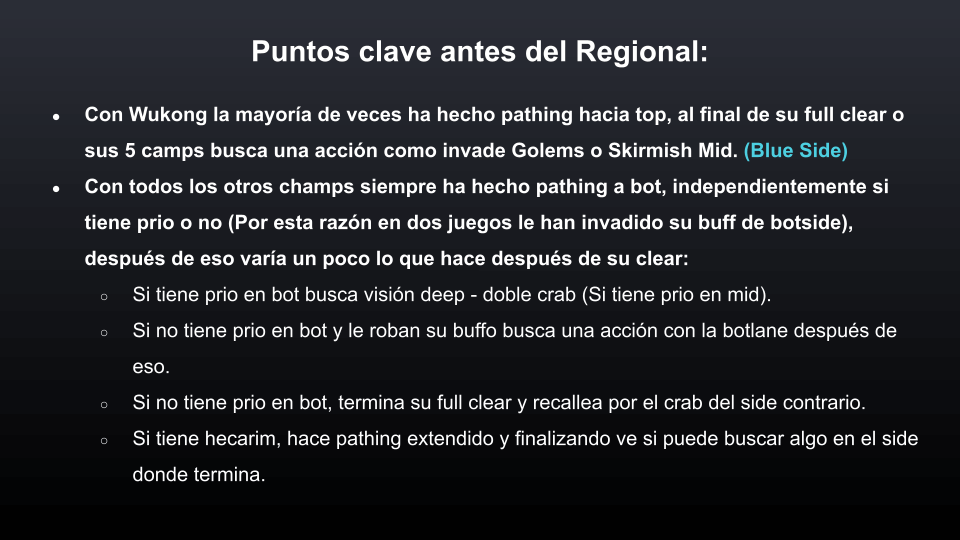 Puntos clave antes del Regional:
● Con Wukong la mayoría de veces ha hecho pathing hacia top, al final de su full clear o
sus 5 camps busca una acción como invade Golems o Skirmish Mid. (Blue Side)
● Con todos los otros champs siempre ha hecho pathing a bot, independientemente si
tiene prio o no (Por esta razón en dos juegos le han invadido su buff de botside),
después de eso varía un poco lo que hace después de su clear:
○ Si tiene prio en bot busca visión deep - doble crab (Si tiene prio en mid).
○ Si no tiene prio en bot y le roban su buffo busca una acción con la botlane después de
eso.
○ Si no tiene prio en bot, termina su full clear y recallea por el crab del side contrario.
○ Si tiene hecarim, hace pathing extendido y finalizando ve si puede buscar algo en el side
donde termina.